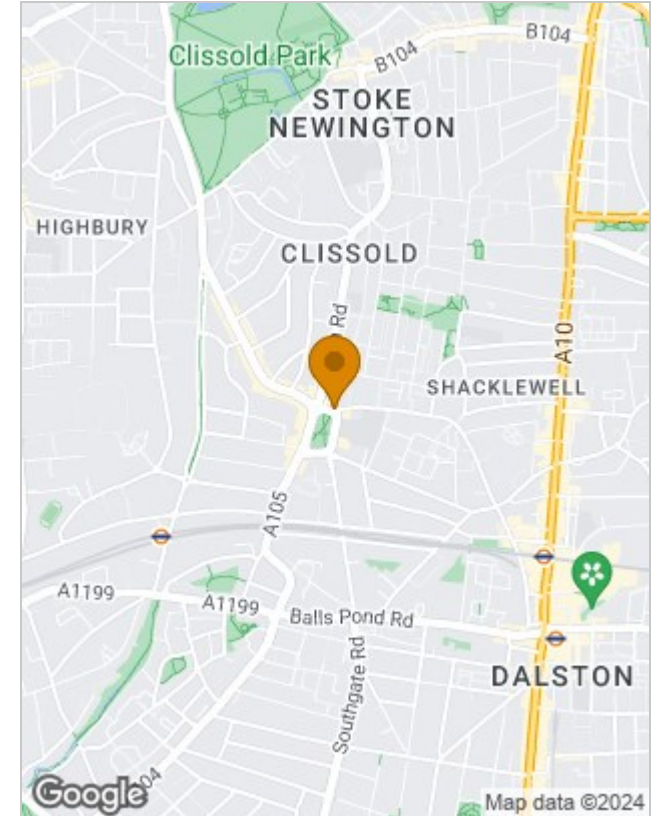 B104
Clissold Park
B104
STOKE
NEWINGTON
HIGHBURY
CLISSOLD
Rd
A10
SHACKLEWELL
A105
A1199
A1199
Balls Pond Rd
Southgate Rd
DALSTON
04
Google
Map data ©2024